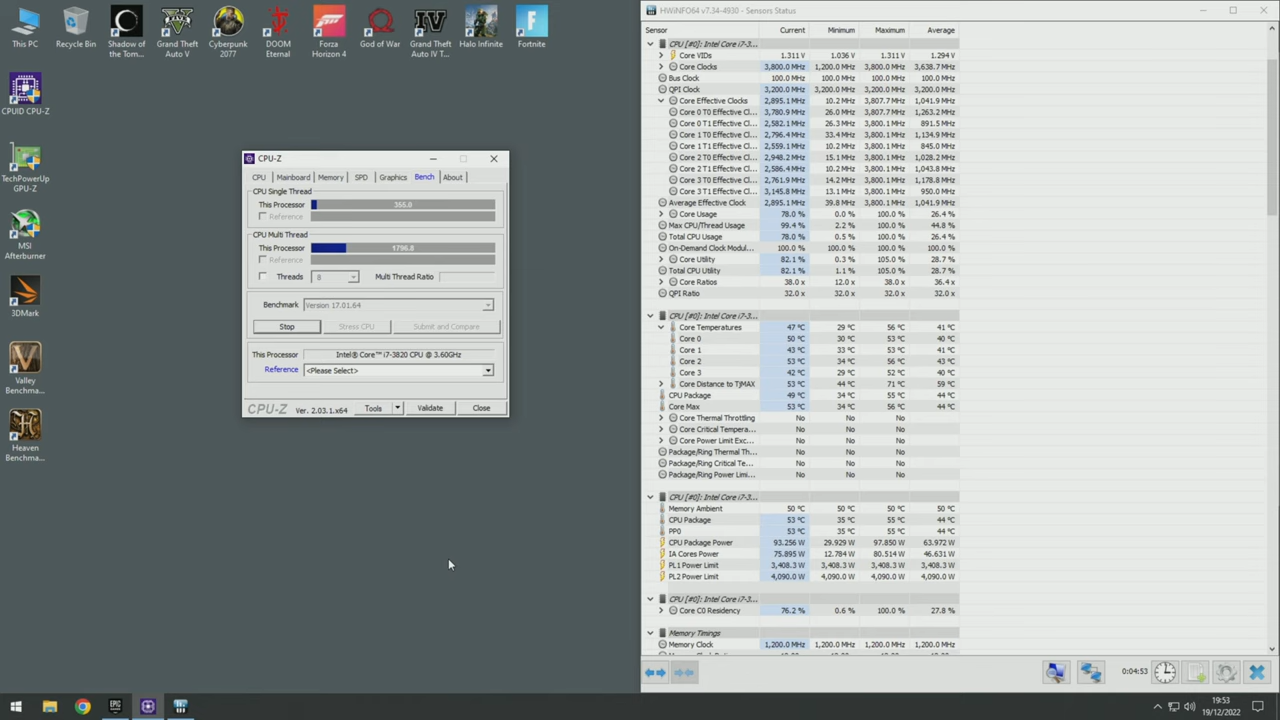 This PC
Recycle Bin
Shadow of
the Tom...
Grand Theft
Auto V
Cyberpunk
2077
DOOM
Eternal
Forza
Horizon 4
God of War
Grand Theft
Auto IV T...
Halo Infinite
Fortnite
CPUID CPU-Z
TechPowerUp
GPU-Z
MSI
Afterburner
3DMark
Valley
Benchma...
Heaven
Benchma...
CPU-Z
CPU Mainboard Memory SPD Graphics Bench About
CPU Single Thread
This Processor 355.0
Reference
CPU Multi Thread
This Processor 1796.8
Reference
Threads 8 Multi Thread Ratio
Benchmark Version 17.01.64
Stop Stress CPU Submit and Compare
This Processor Intel® Core™ i7-3820 CPU @ 3.60GHz
Reference <Please Select>
CPU-Z Ver. 2.03.1.x64 Tools Validate Close
HWiNFO64 v7.34-4930 - Sensors Status
Sensor Current Minimum Maximum Average
CPU [#0]: Intel Core i7-3...
Core VIDs 1.311 V 1.036 V 1.311 V 1.294 V
Core Clocks 3,800.0 MHz 1,200.0 MHz 3,800.0 MHz 3,638.7 MHz
Bus Clock 100.0 MHz 100.0 MHz 100.0 MHz 100.0 MHz
QPI Clock 3,200.0 MHz 3,200.0 MHz 3,200.0 MHz 3,200.0 MHz
Core Effective Clocks 2,895.1 MHz 10.2 MHz 3,807.7 MHz 1,041.9 MHz
Core 0 T0 Effective Cl... 3,780.9 MHz 26.0 MHz 3,807.7 MHz 1,263.2 MHz
Core 0 T1 Effective Cl... 2,582.1 MHz 26.3 MHz 3,800.1 MHz 891.5 MHz
Core 1 T0 Effective Cl... 2,796.4 MHz 33.4 MHz 3,800.1 MHz 1,134.9 MHz
Core 1 T1 Effective Cl... 2,559.1 MHz 10.2 MHz 3,800.1 MHz 845.0 MHz
Core 2 T0 Effective Cl... 2,948.2 MHz 15.1 MHz 3,800.1 MHz 1,028.2 MHz
Core 2 T1 Effective Cl... 2,586.4 MHz 10.2 MHz 3,800.1 MHz 1,043.8 MHz
Core 3 T0 Effective Cl... 2,761.9 MHz 14.2 MHz 3,800.1 MHz 1,178.8 MHz
Core 3 T1 Effective Cl... 3,145.8 MHz 13.1 MHz 3,800.1 MHz 950.0 MHz
Average Effective Clock 2,895.1 MHz 39.8 MHz 3,800.1 MHz 1,041.9 MHz
Core Usage 78.0 % 0.0 % 100.0 % 26.4 %
Max CPU/Thread Usage 99.4 % 2.2 % 100.0 % 44.8 %
Total CPU Usage 78.0 % 0.5 % 100.0 % 26.4 %
On-Demand Clock Modul... 100.0 % 100.0 % 100.0 % 100.0 %
Core Utility 82.1 % 0.3 % 105.0 % 28.7 %
Total CPU Utility 82.1 % 1.1 % 105.0 % 28.7 %
Core Ratios 38.0 x 12.0 x 38.0 x 36.4 x
QPI Ratio 32.0 x 32.0 x 32.0 x 32.0 x
CPU [#0]: Intel Core i7-3...
Core Temperatures 47 °C 29 °C 56 °C 41 °C
Core 0 50 °C 30 °C 53 °C 40 °C
Core 1 43 °C 33 °C 53 °C 41 °C
Core 2 53 °C 34 °C 56 °C 43 °C
Core 3 42 °C 29 °C 52 °C 40 °C
Core Distance to TjMAX 53 °C 44 °C 71 °C 59 °C
CPU Package 49 °C 34 °C 55 °C 44 °C
Core Max 53 °C 34 °C 56 °C 44 °C
Core Thermal Throttling No No No
Core Critical Tempera... No No No
Core Power Limit Exc... No No No
Package/Ring Thermal Th... No No No
Package/Ring Critical Te... No No No
Package/Ring Power Limi... No No No
CPU [#0]: Intel Core i7-3...
Memory Ambient 50 °C 50 °C 50 °C 50 °C
CPU Package 53 °C 35 °C 55 °C 44 °C
PP0 53 °C 35 °C 55 °C 44 °C
CPU Package Power 93.256 W 29.929 W 97.850 W 63.972 W
IA Cores Power 75.895 W 12.784 W 80.514 W 46.631 W
PL1 Power Limit 3,408.3 W 3,408.3 W 3,408.3 W 3,408.3 W
PL2 Power Limit 4,090.0 W 4,090.0 W 4,090.0 W 4,090.0 W
CPU [#0]: Intel Core i7-3...
Core C0 Residency 76.2 % 0.6 % 100.0 % 27.8 %
Memory Timings
Memory Clock 1,200.0 MHz 1,200.0 MHz 1,200.0 MHz 1,200.0 MHz
0:04:53
19:53
19/12/2022